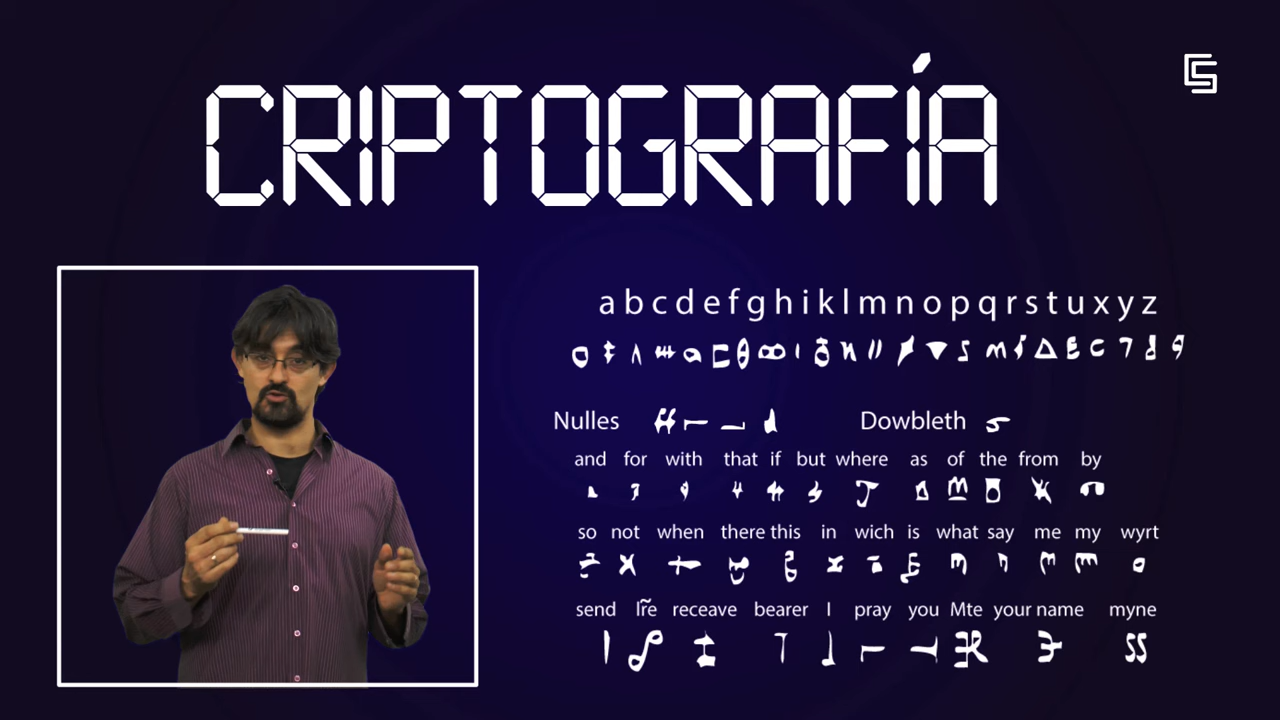 CRIPTOGRAFÍA
a b c d e f g h i k l m n o p q r s t u x y z
Nulles Dowbleth
and for with that if but where as of the from by
so not when there this in wich is what say me my wyrt
send lr̃e receave bearer I pray you Mte your name myne